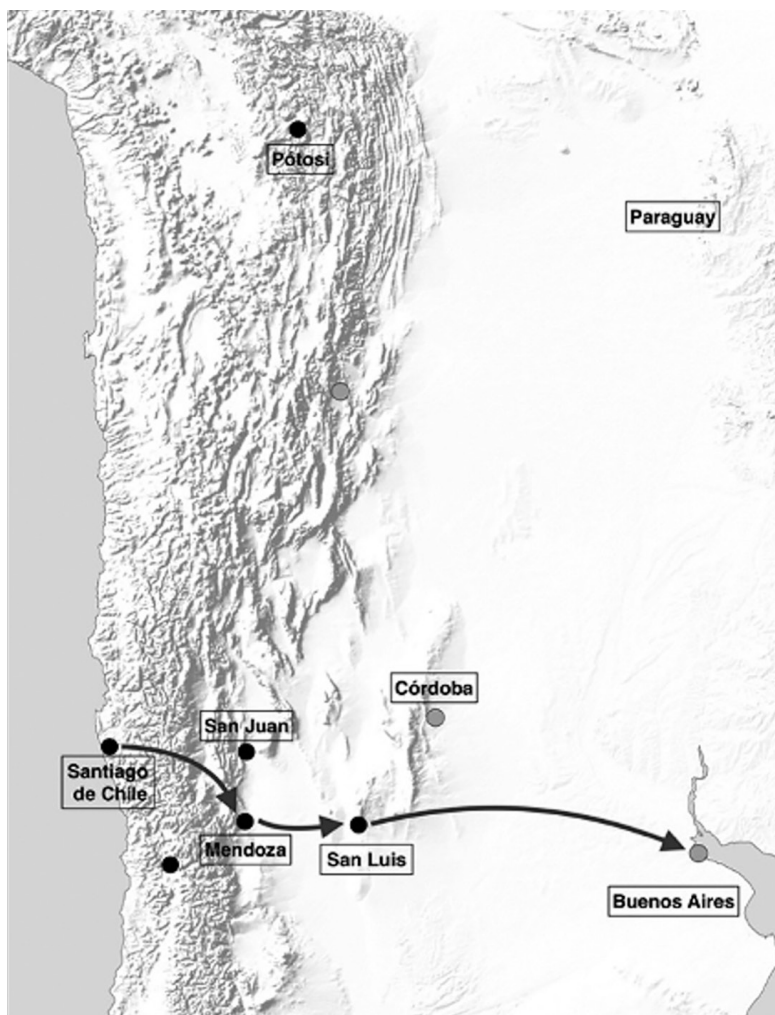 Pótosi
Paraguay
Córdoba
San Juan
Santiago
de Chile
Mendoza
San Luis
Buenos Aires